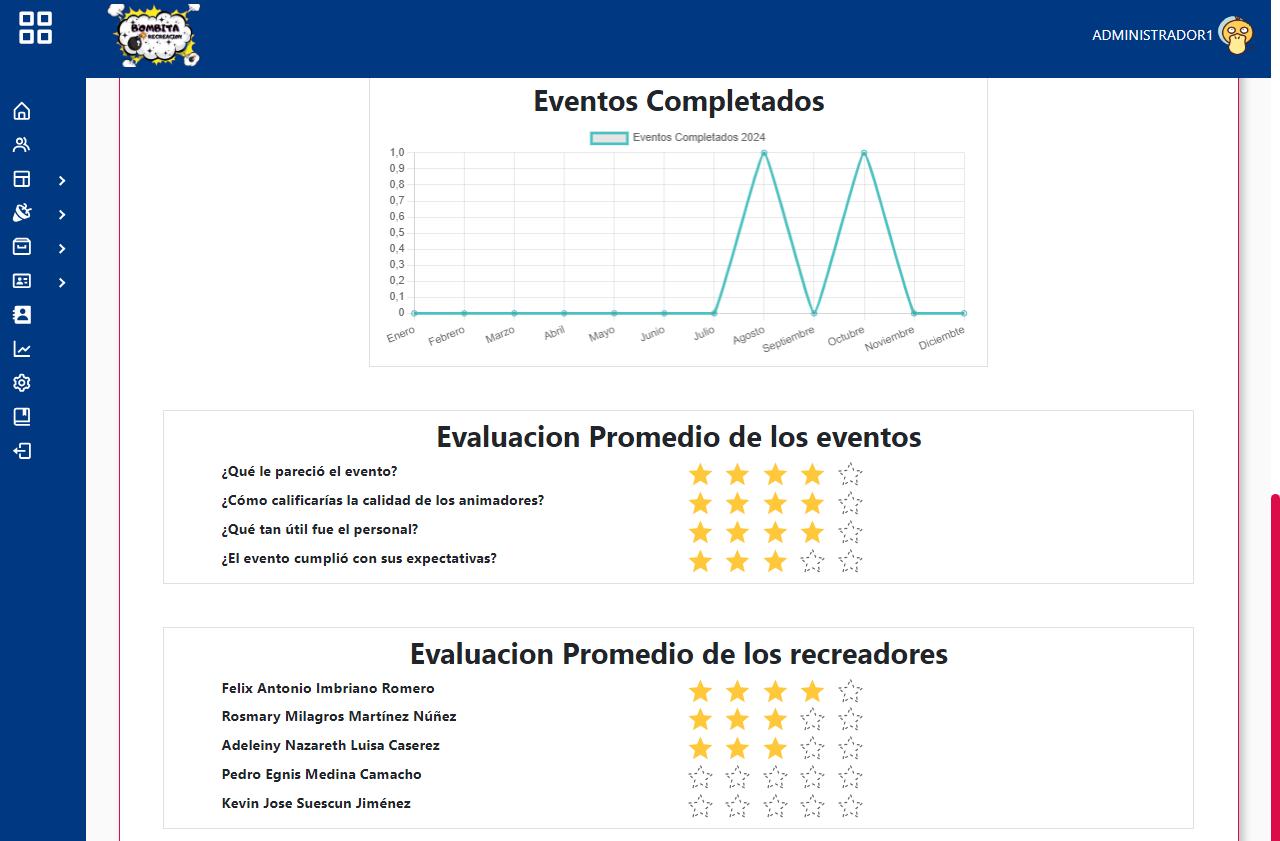 BOMBITA
RECREACION
ADMINISTRADOR1
Eventos Completados
Eventos Completados 2024
1,0
0,9
0,8
0,7
0,6
0,5
0,4
0,3
0,2
0,1
0
Enero Febrero Marzo Abril Mayo Junio Julio Agosto Septiembre Octubre Noviembre Diciembte
Evaluacion Promedio de los eventos
¿Qué le pareció el evento?
¿Cómo calificarías la calidad de los animadores?
¿Qué tan útil fue el personal?
¿El evento cumplió con sus expectativas?
Evaluacion Promedio de los recreadores
Felix Antonio Imbriano Romero
Rosmary Milagros Martínez Núñez
Adeleiny Nazareth Luisa Caserez
Pedro Egnis Medina Camacho
Kevin Jose Suescun Jiménez